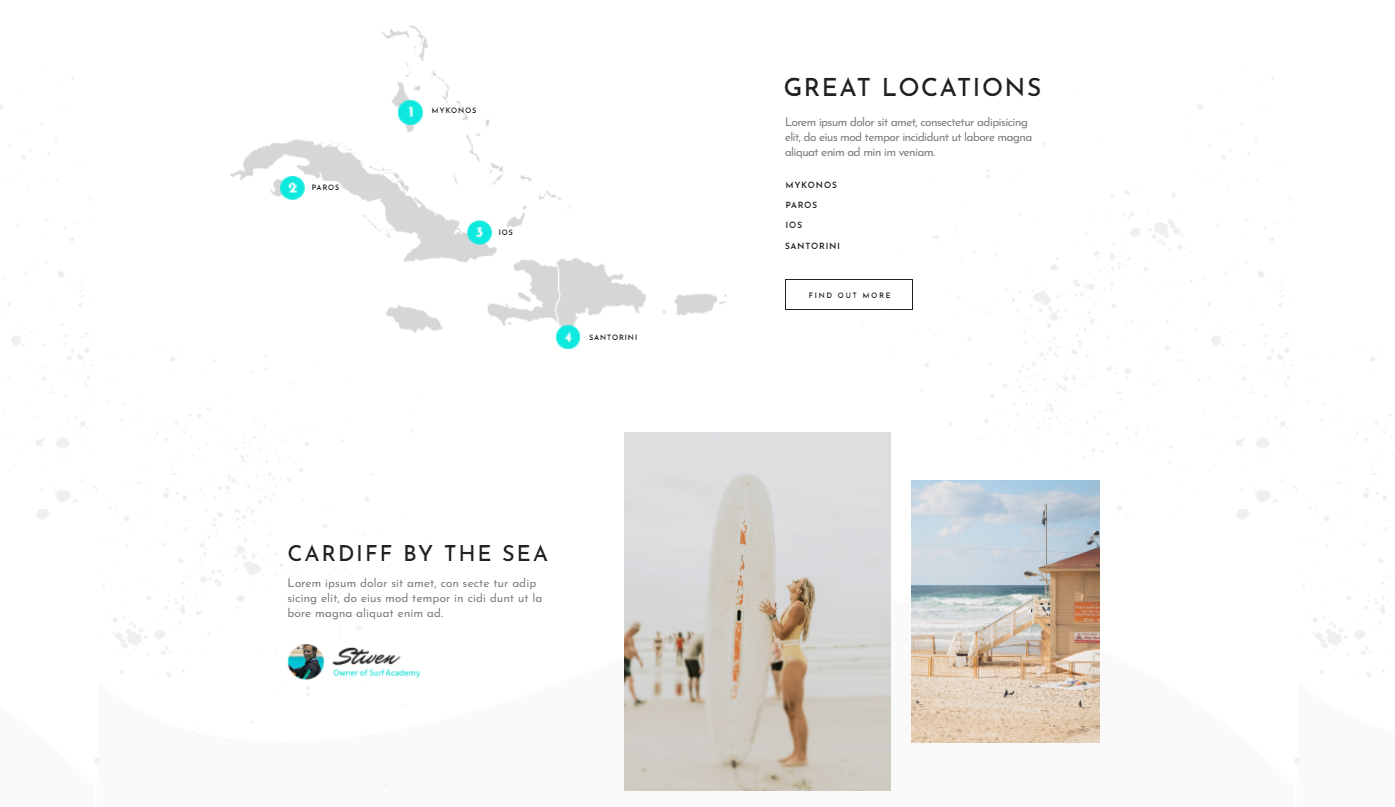 1 MYKONOS
2 PAROS
3 IOS
4 SANTORINI
GREAT LOCATIONS
Lorem ipsum dolor sit amet, consectetur adipisicing
elit, do eius mod tempor incididunt ut labore magna
aliquat enim ad min im veniam.
MYKONOS
PAROS
IOS
SANTORINI
FIND OUT MORE
CARDIFF BY THE SEA
Lorem ipsum dolor sit amet, con secte tur adip
sicing elit, do eius mod tempor in cidi dunt ut la
bore magna aliquat enim ad.
Stiven
Owner of Surf Academy